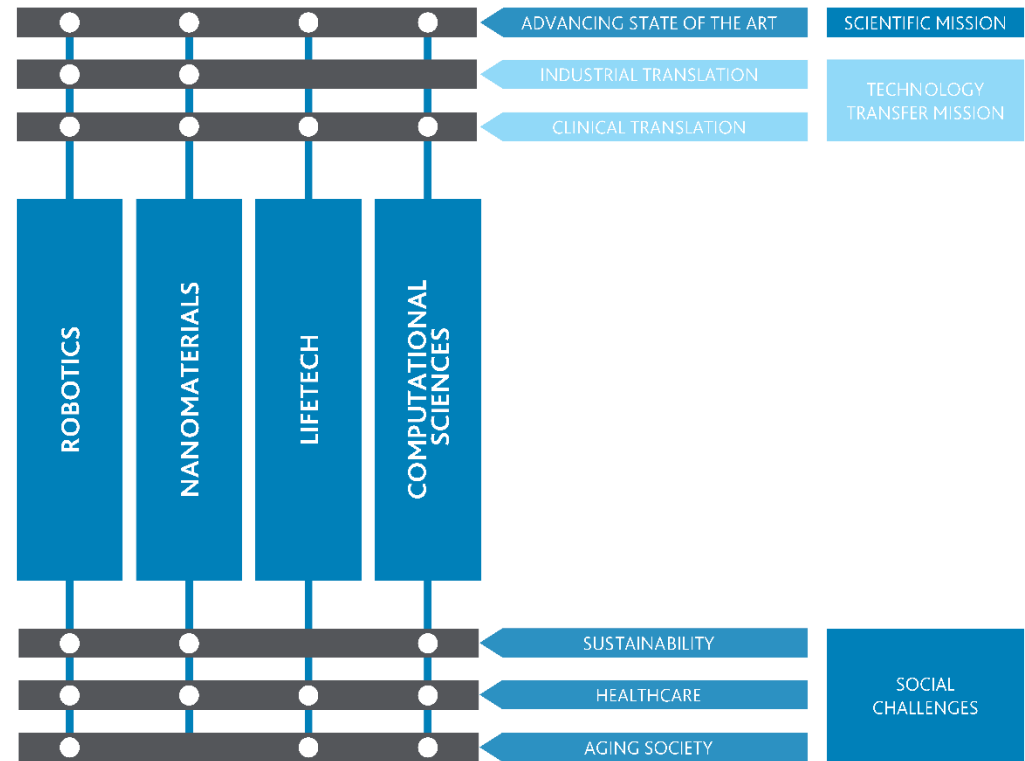 ADVANCING STATE OF THE ART
SCIENTIFIC MISSION
INDUSTRIAL TRANSLATION
TECHNOLOGY
TRANSFER MISSION
CLINICAL TRANSLATION
ROBOTICS
NANOMATERIALS
LIFETECH
COMPUTATIONAL
SCIENCES
SUSTAINABILITY
HEALTHCARE
SOCIAL
CHALLENGES
AGING SOCIETY